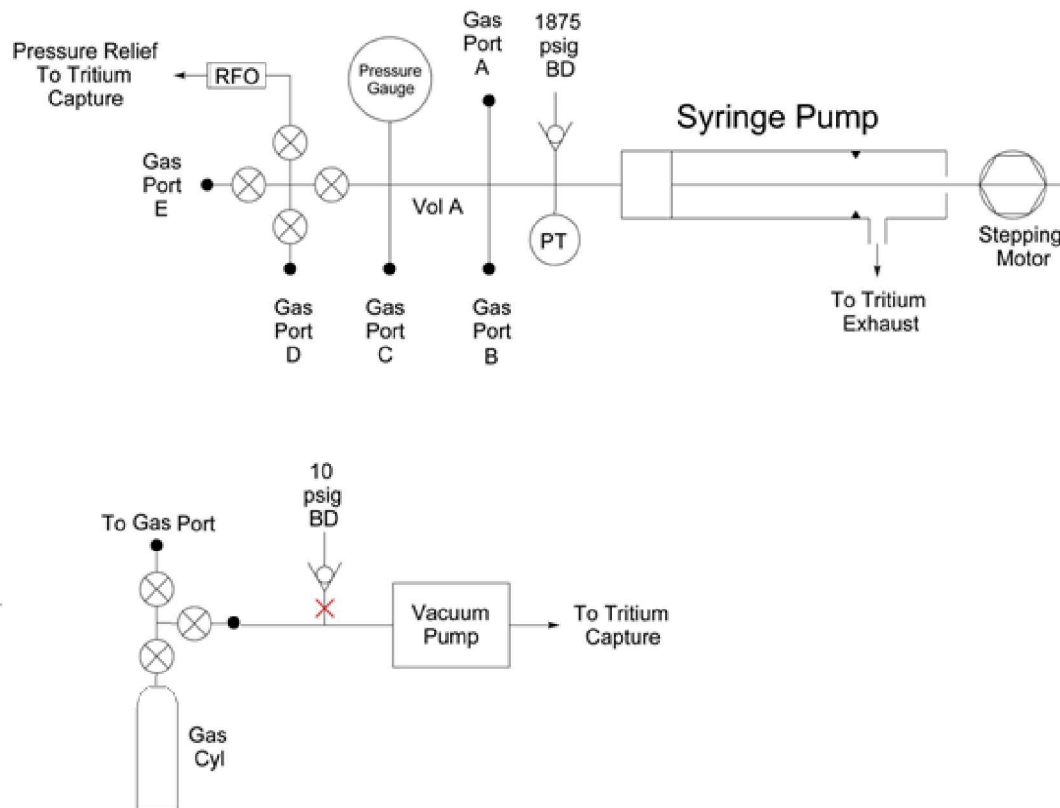 Gas
Port
A
1875
psig
BD
Pressure Relief
To Tritium
Capture
RFO
Pressure
Gauge
Syringe Pump
Gas
Port
E
Vol A
PT
Stepping
Motor
Gas
Port
D
Gas
Port
C
Gas
Port
B
To Tritium
Exhaust
10
psig
BD
To Gas Port
Vacuum
Pump
To Tritium
Capture
Gas
Cyl